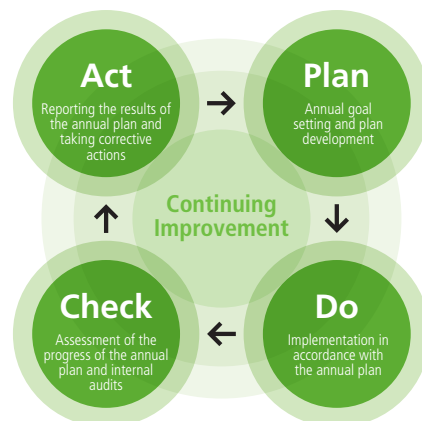 Act
Reporting the results of
the annual plan and
taking corrective
actions
Plan
Annual goal
setting and plan
development
Continuing
Improvement
Check
Assessment of the
progress of the annual
plan and internal
audits
Do
Implementation in
accordance with
the annual plan